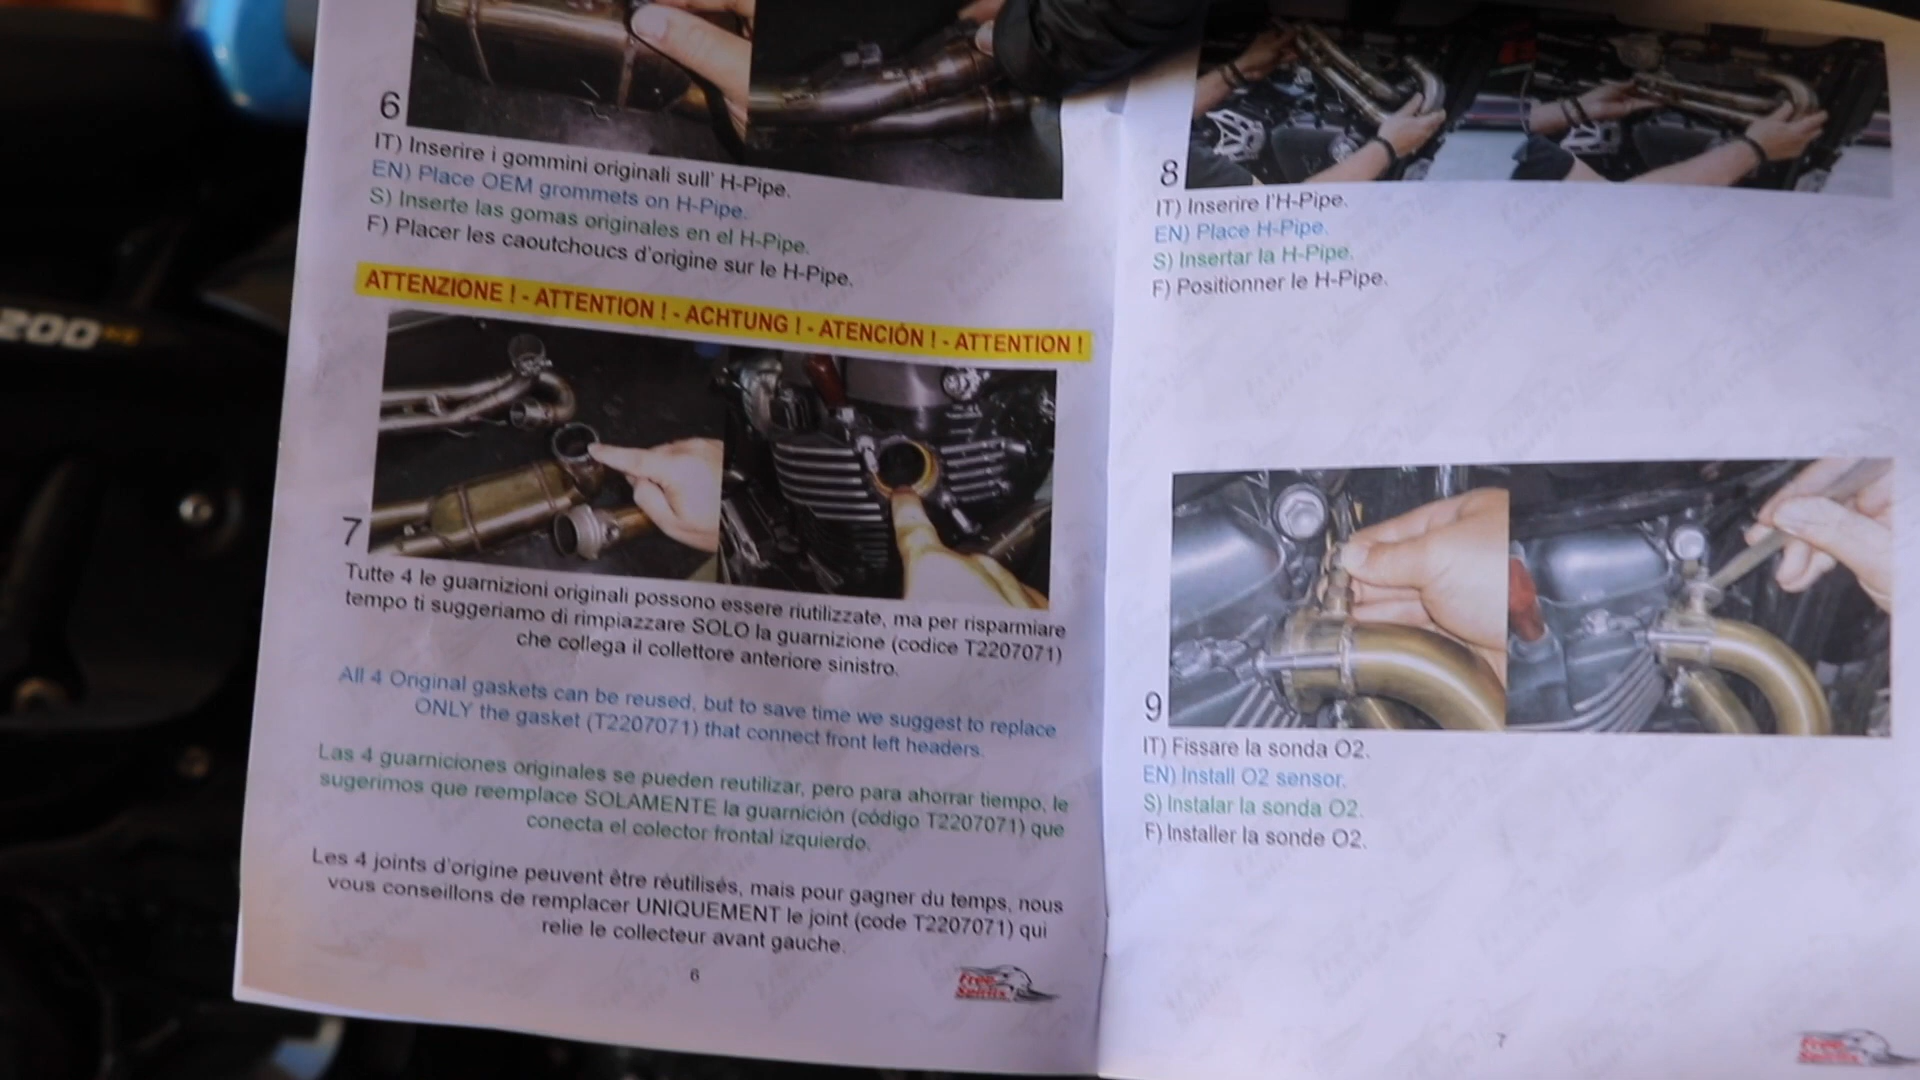 6
IT) Inserire i gommini originali sull' H-Pipe.
EN) Place OEM grommets on H-Pipe.
S) Inserte las gomas originales en el H-Pipe.
F) Placer les caoutchoucs d'origine sur le H-Pipe.
ATTENZIONE ! - ATTENTION ! - ACHTUNG ! - ATENCIÓN ! - ATTENTION !
7
Tutte 4 le guarnizioni originali possono essere riutilizzate, ma per risparmiare
tempo ti suggeriamo di rimpiazzare SOLO la guarnizione (codice T2207071)
che collega il collettore anteriore sinistro.
All 4 Original gaskets can be reused, but to save time we suggest to replace
ONLY the gasket (T2207071) that connect front left headers.
Las 4 guarniciones originales se pueden reutilizar, pero para ahorrar tiempo, le
sugerimos que reemplace SOLAMENTE la guarnición (código T2207071) que
conecta el colector frontal izquierdo.
Les 4 joints d'origine peuvent être réutilisés, mais pour gagner du temps, nous
vous conseillons de remplacer UNIQUEMENT le joint (code T2207071) qui
relie le collecteur avant gauche.
6
Free
Spirits
8
IT) Inserire l'H-Pipe.
EN) Place H-Pipe.
S) Insertar la H-Pipe.
F) Positionner le H-Pipe.
9
IT) Fissare la sonda O2.
EN) Install O2 sensor.
S) Instalar la sonda O2.
F) Installer la sonde O2.
7
Free
Spirits
200